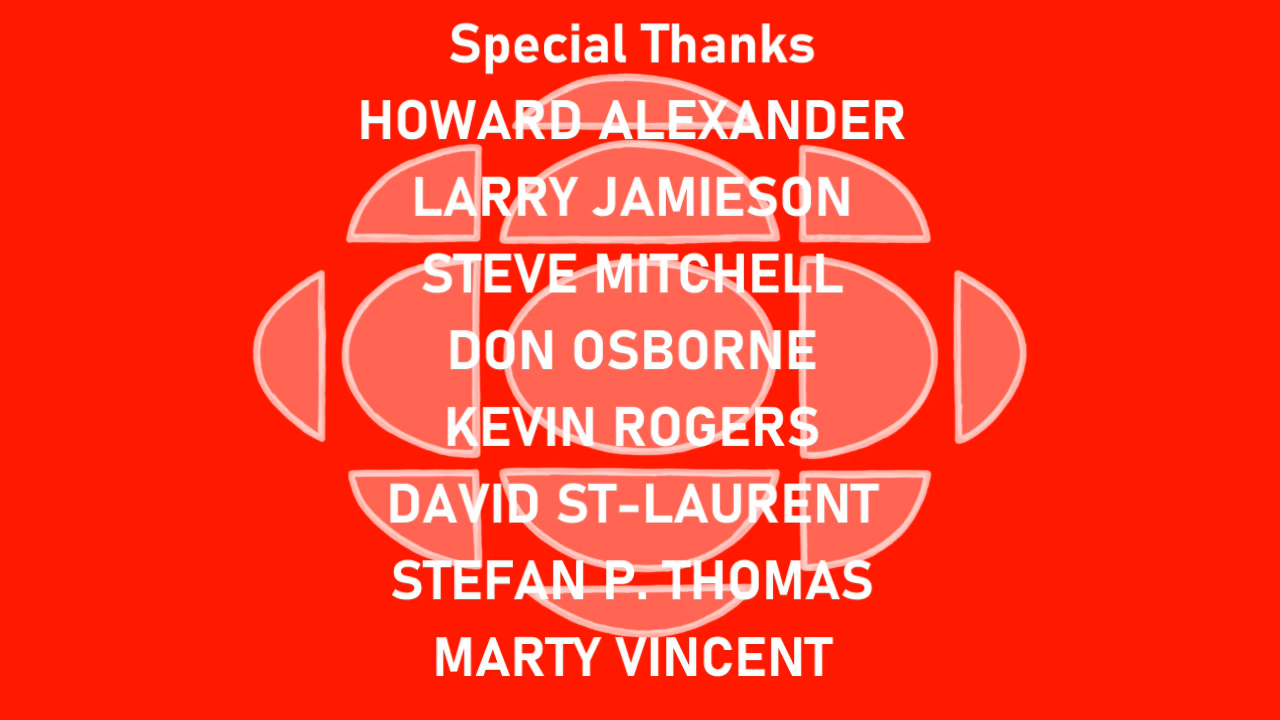 Special Thanks
HOWARD ALEXANDER
LARRY JAMIESON
STEVE MITCHELL
DON OSBORNE
KEVIN ROGERS
DAVID ST-LAURENT
STEFAN P. THOMAS
MARTY VINCENT